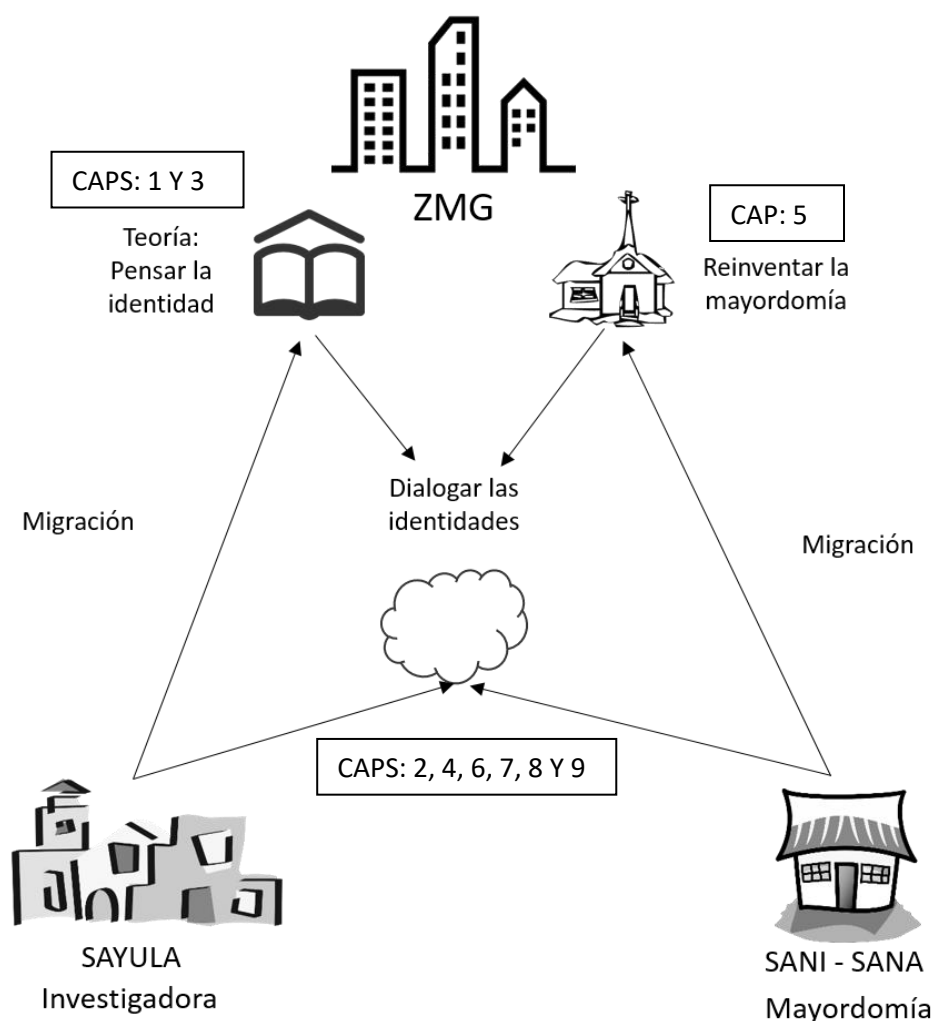 ZMG
CAPS: 1 Y 3
Teoría:
Pensar la
identidad
CAP: 5
Reinventar la
mayordomía
Dialogar las
identidades
Migración
Migración
CAPS: 2, 4, 6, 7, 8 Y 9
SAYULA
Investigadora
SANI - SANA
Mayordomía